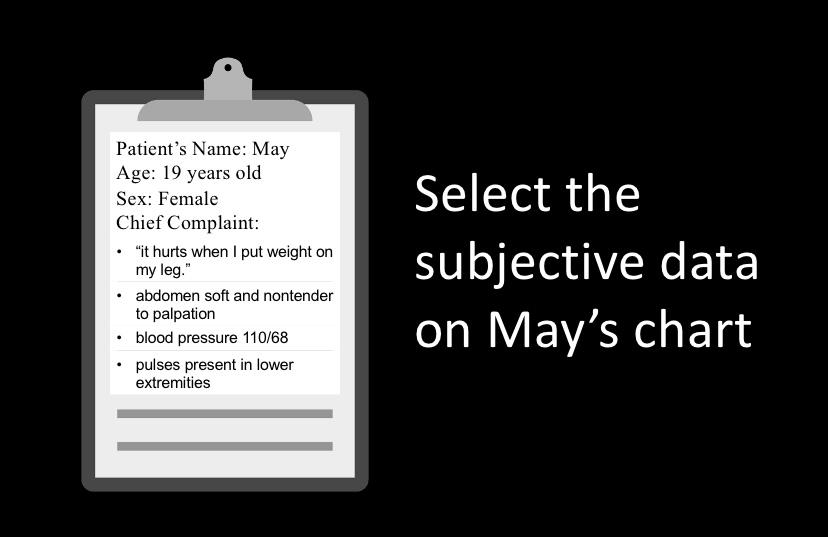 Patient’s Name: May
Age: 19 years old
Sex: Female
Chief Complaint:
• “it hurts when I put weight on
my leg.”
• abdomen soft and nontender
to palpation
• blood pressure 110/68
• pulses present in lower
extremities
Select the
subjective data
on May’s chart